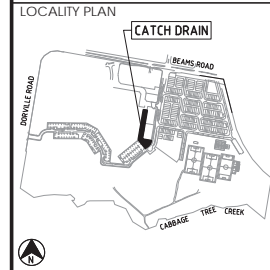 LOCALITY PLAN
CATCH DRAIN
BEAMS ROAD
DORVILLE ROAD
CABBAGE TREE CREEK
N